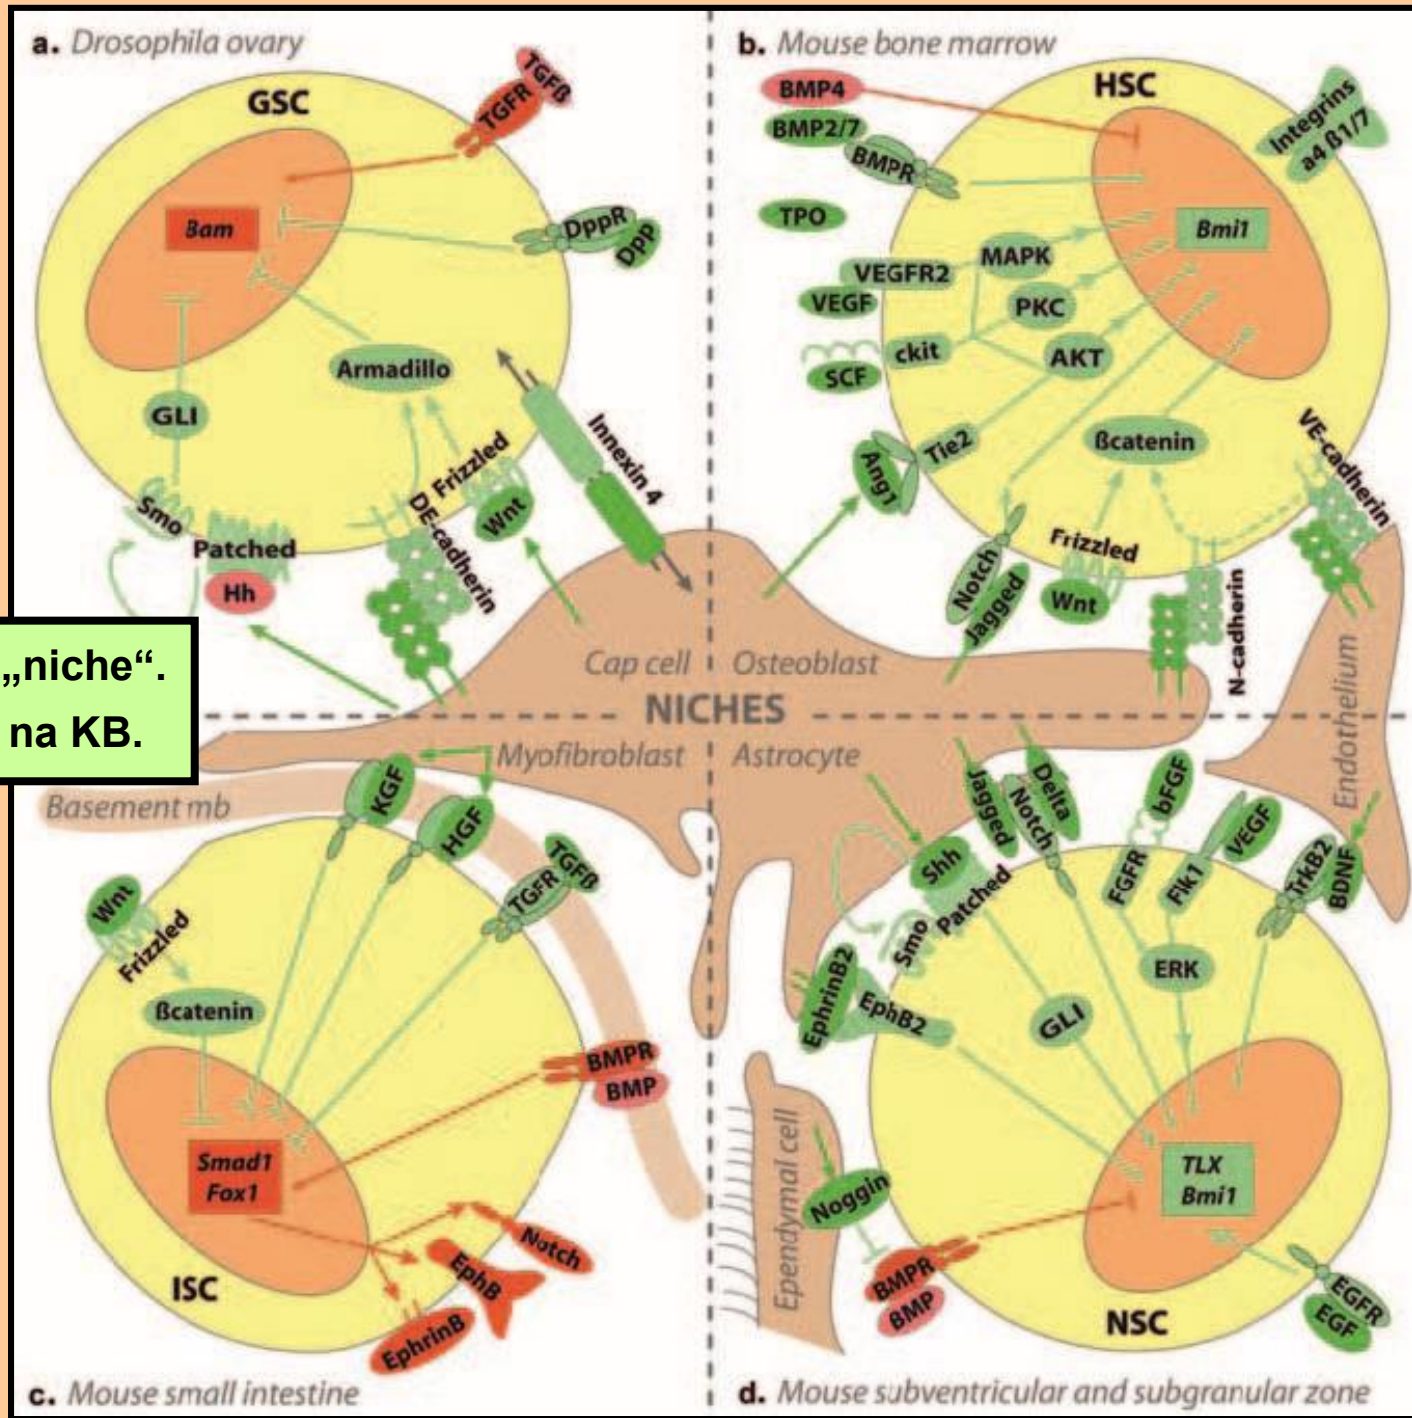 a. Drosophila ovary
GSC
TGFß
TGFR
Bam
DppR
Dpp
Armadillo
GLI
Smo
Patched
Hh
DE-cadherin
Frizzled
Wnt
Innexin 4
Cap cell
b. Mouse bone marrow
HSC
BMP4
BMP2/7
BMPR
Integrins
a4 ß1/7
TPO
Bmi1
MAPK
VEGFR2
VEGF
PKC
ckit
SCF
AKT
Tie2
Ang1
ßcatenin
VE-cadherin
Notch
Jagged
Frizzled
Wnt
N-cadherin
Osteoblast
Endothelium
„niche“.
na KB.
NICHES
Myofibroblast
Basement mb
KGF
HGF
TGFß
TGFR
Wnt
Frizzled
ßcatenin
BMPR
BMP
Smad1
Fox1
Notch
EphB
EphrinB
ISC
c. Mouse small intestine
Astrocyte
Jagged
Notch
Delta
bFGF
FGFR
Flk1
VEGF
TrkB2
BDNF
Shh
Patched
Smo
EphrinB2
EphB2
GLI
ERK
TLX
Bmi1
Ependymal cell
Noggin
BMPR
BMP
EGFR
EGF
NSC
d. Mouse subventricular and subgranular zone